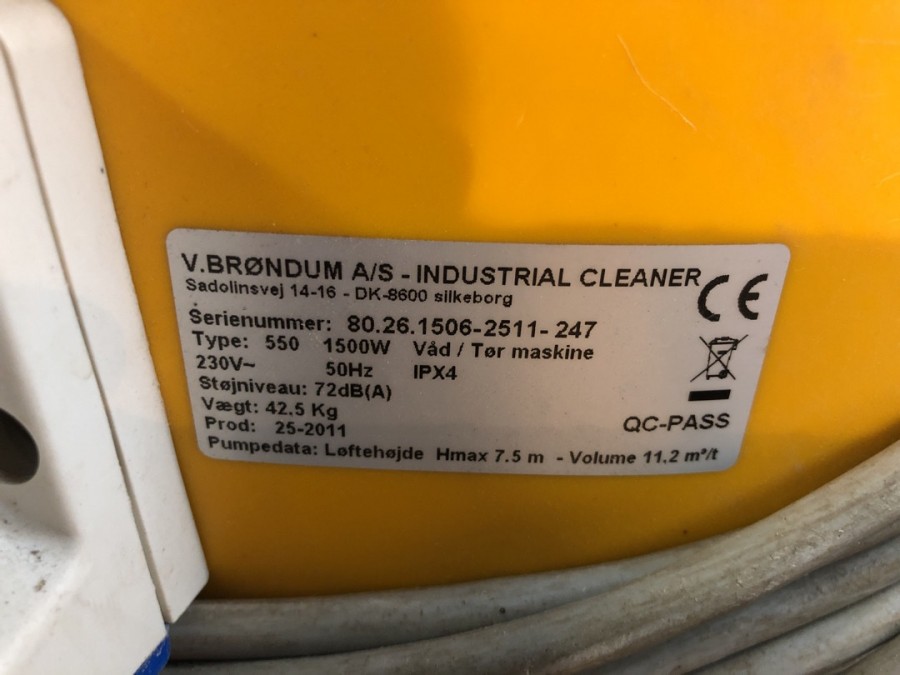 V.BRØNDUM A/S - INDUSTRIAL CLEANER
Sadolinsvej 14-16 - DK-8600 silkeborg
CE
Serienummer: 80.26.1506-2511- 247
Type: 550 1500W Våd / Tør maskine
230V~ 50Hz IPX4
Støjniveau: 72dB(A)
Vægt: 42.5 Kg
Prod: 25-2011
QC-PASS
Pumpedata: Løftehøjde Hmax 7.5 m - Volume 11.2 m³/t